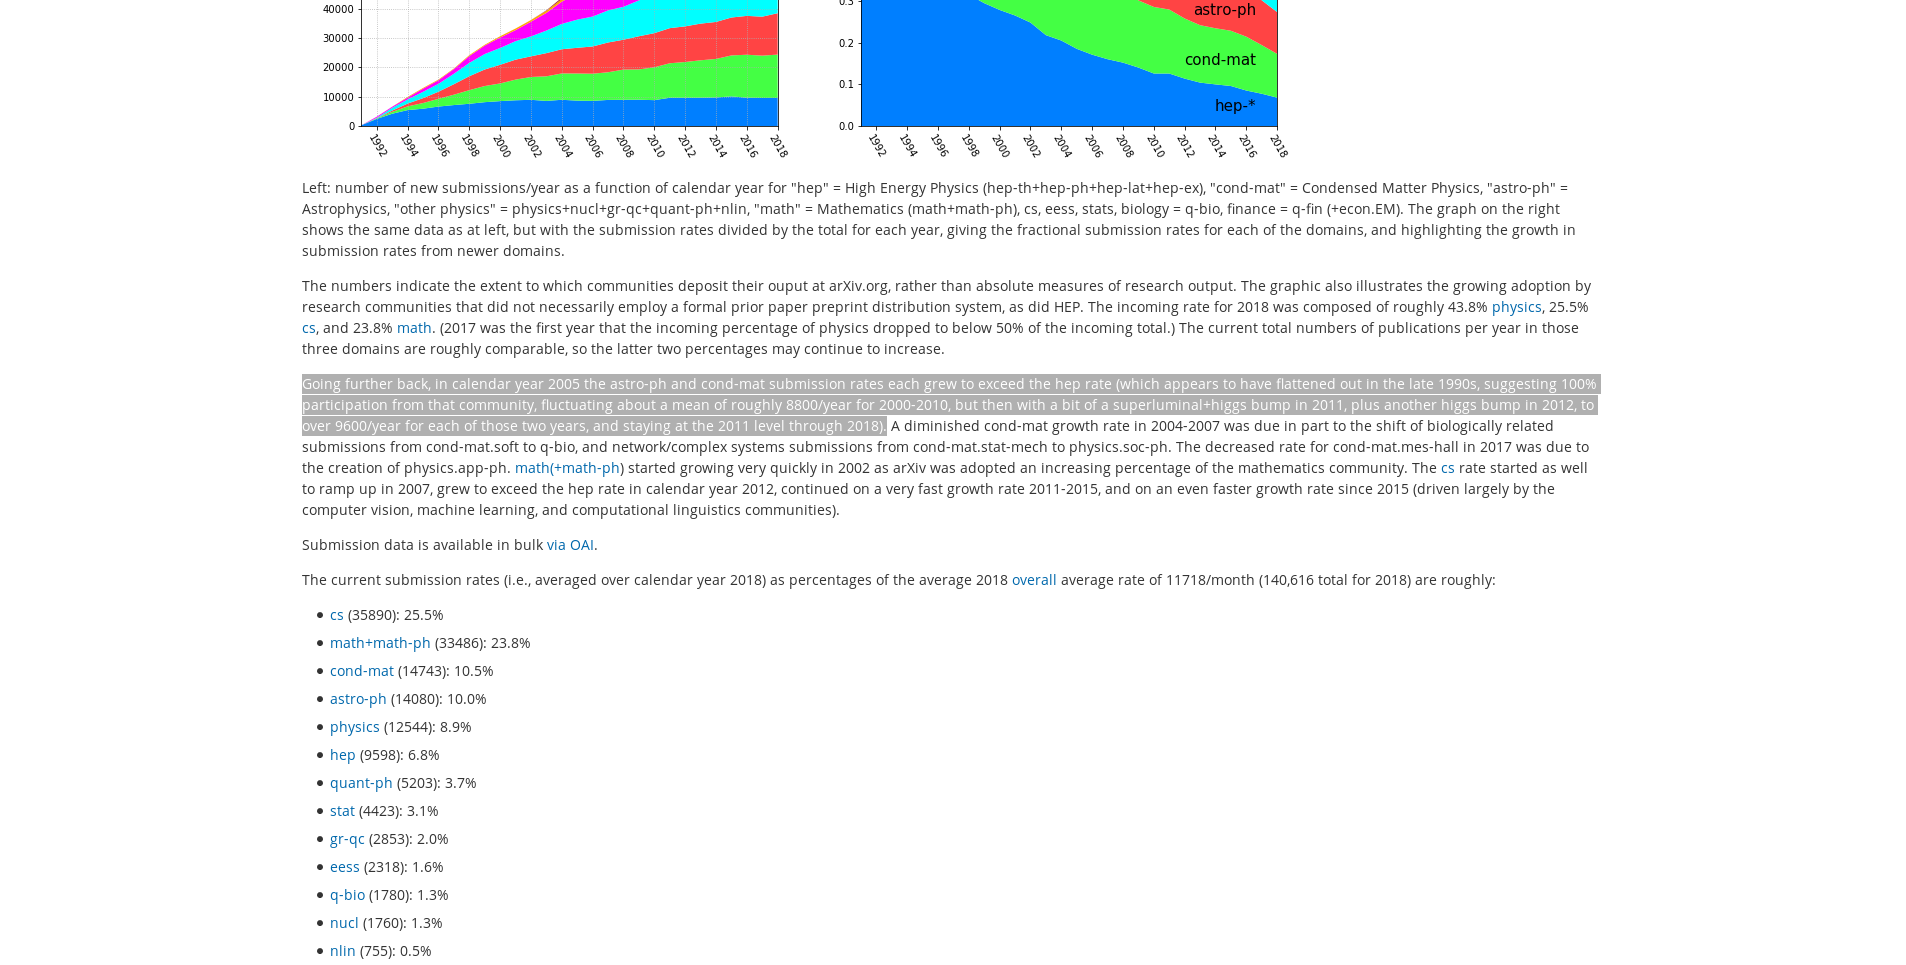 40000
30000
20000
10000
0
1992 1994 1996 1998 2000 2002 2004 2006 2008 2010 2012 2014 2016 2018
0.3
0.2
0.1
0.0
astro-ph
cond-mat
hep-*
1992 1994 1996 1998 2000 2002 2004 2006 2008 2010 2012 2014 2016 2018
Left: number of new submissions/year as a function of calendar year for "hep" = High Energy Physics (hep-th+hep-ph+hep-lat+hep-ex), "cond-mat" = Condensed Matter Physics, "astro-ph" =
Astrophysics, "other physics" = physics+nucl+gr-qc+quant-ph+nlin, "math" = Mathematics (math+math-ph), cs, eess, stats, biology = q-bio, finance = q-fin (+econ.EM). The graph on the right
shows the same data as at left, but with the submission rates divided by the total for each year, giving the fractional submission rates for each of the domains, and highlighting the growth in
submission rates from newer domains.
The numbers indicate the extent to which communities deposit their ouput at arXiv.org, rather than absolute measures of research output. The graphic also illustrates the growing adoption by
research communities that did not necessarily employ a formal prior paper preprint distribution system, as did HEP. The incoming rate for 2018 was composed of roughly 43.8% physics, 25.5%
cs, and 23.8% math. (2017 was the first year that the incoming percentage of physics dropped to below 50% of the incoming total.) The current total numbers of publications per year in those
three domains are roughly comparable, so the latter two percentages may continue to increase.
Going further back, in calendar year 2005 the astro-ph and cond-mat submission rates each grew to exceed the hep rate (which appears to have flattened out in the late 1990s, suggesting 100%
participation from that community, fluctuating about a mean of roughly 8800/year for 2000-2010, but then with a bit of a superluminal+higgs bump in 2011, plus another higgs bump in 2012, to
over 9600/year for each of those two years, and staying at the 2011 level through 2018). A diminished cond-mat growth rate in 2004-2007 was due in part to the shift of biologically related
submissions from cond-mat.soft to q-bio, and network/complex systems submissions from cond-mat.stat-mech to physics.soc-ph. The decreased rate for cond-mat.mes-hall in 2017 was due to
the creation of physics.app-ph. math(+math-ph) started growing very quickly in 2002 as arXiv was adopted an increasing percentage of the mathematics community. The cs rate started as well
to ramp up in 2007, grew to exceed the hep rate in calendar year 2012, continued on a very fast growth rate 2011-2015, and on an even faster growth rate since 2015 (driven largely by the
computer vision, machine learning, and computational linguistics communities).
Submission data is available in bulk via OAI.
The current submission rates (i.e., averaged over calendar year 2018) as percentages of the average 2018 overall average rate of 11718/month (140,616 total for 2018) are roughly:
• cs (35890): 25.5%
• math+math-ph (33486): 23.8%
• cond-mat (14743): 10.5%
• astro-ph (14080): 10.0%
• physics (12544): 8.9%
• hep (9598): 6.8%
• quant-ph (5203): 3.7%
• stat (4423): 3.1%
• gr-qc (2853): 2.0%
• eess (2318): 1.6%
• q-bio (1780): 1.3%
• nucl (1760): 1.3%
• nlin (755): 0.5%